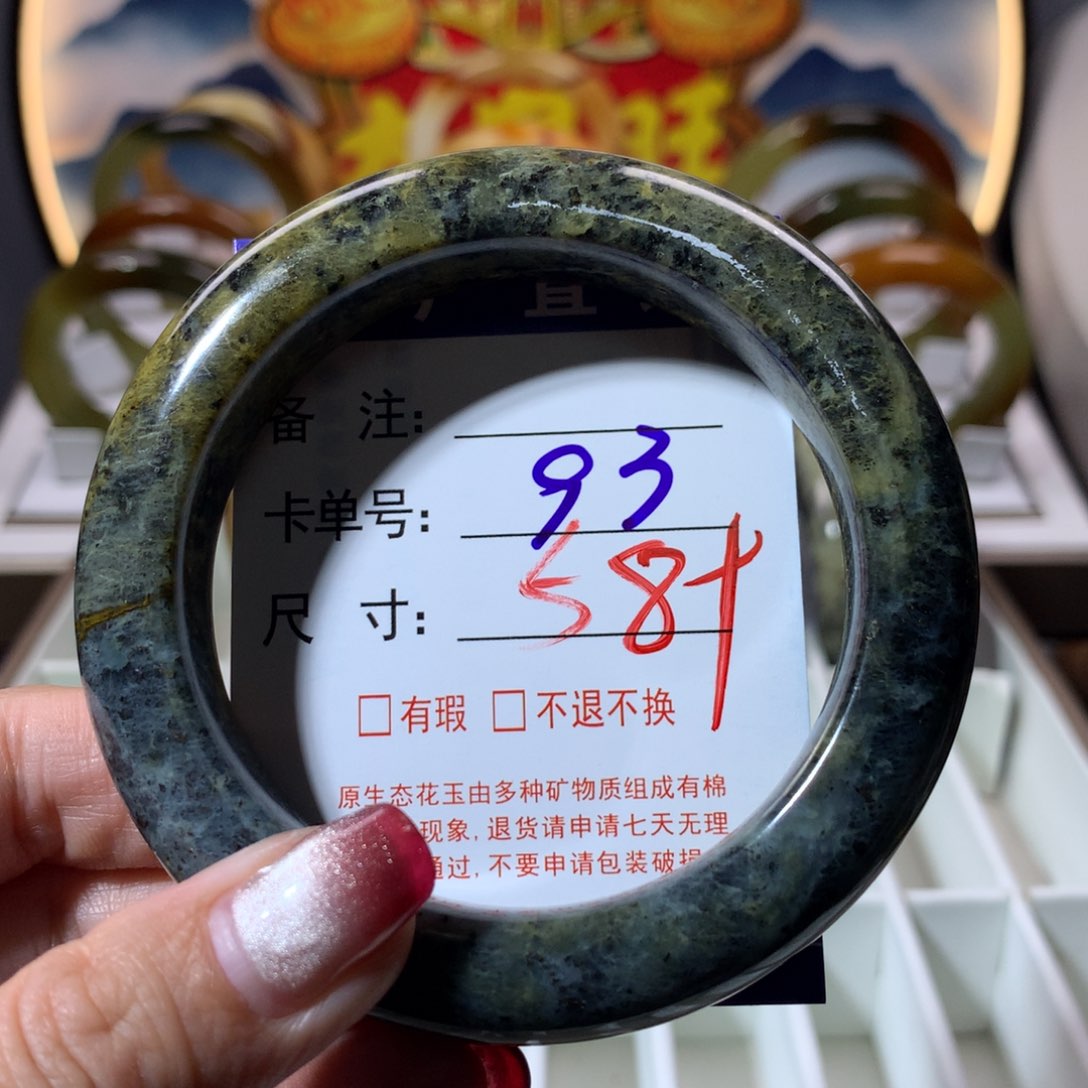 旺
直
备 注:
卡单号: 93
尺 寸: 58
□有瑕 □不退不换
原生态花玉由多种矿物质组成有棉
现象,退货请申请七天无理
通过,不要申请包装破损